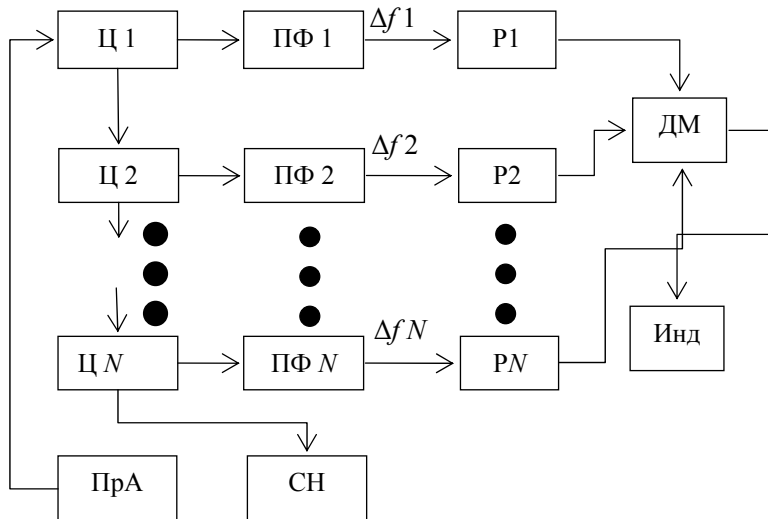 Ц 1
ПФ 1
Δf 1
Р1
ДМ
Ц 2
ПФ 2
Δf 2
Р2
Инд
Ц N
ПФ N
Δf N
РN
ПрА
СН